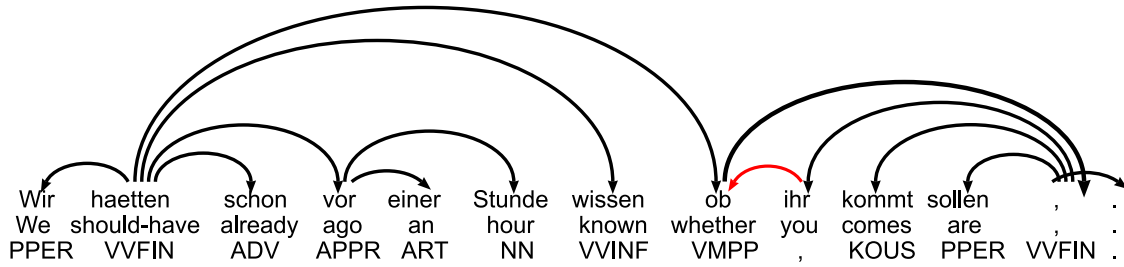 Wir haetten schon vor einer Stunde wissen ob ihr kommt sollen , .
We should-have already ago an hour known whether you comes are , .
PPER VVFIN ADV APPR ART NN VVINF VMPP , KOUS PPER VVFIN .